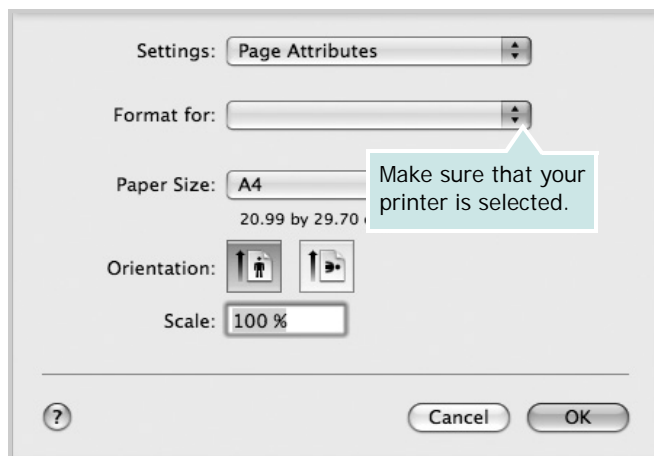 Settings: Page Attributes
Format for:
Make sure that your
printer is selected.
Paper Size: A4
20.99 by 29.70
Orientation:
Scale: 100 %
? Cancel OK